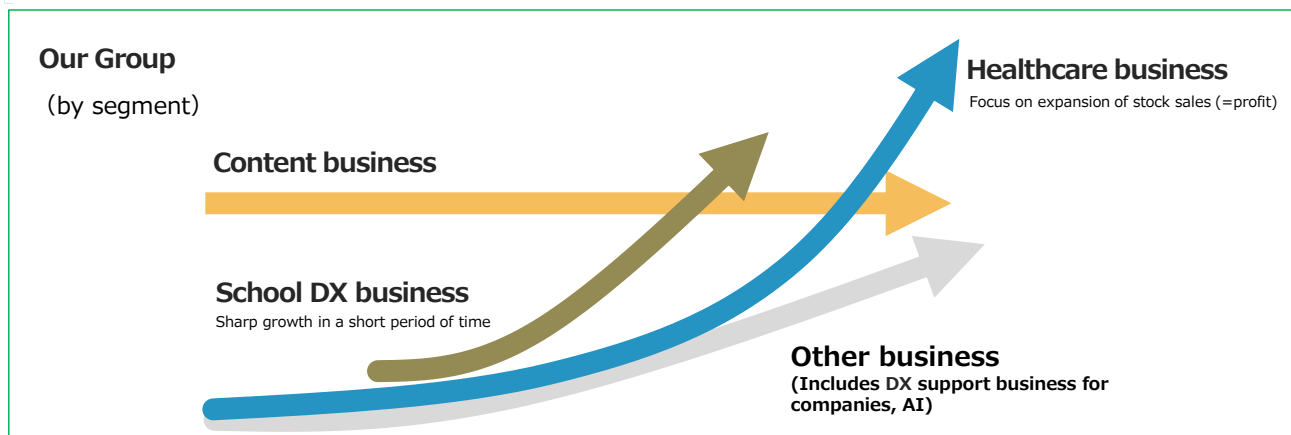 Our Group
（by segment）
Healthcare business
Focus on expansion of stock sales (=profit)
Content business
School DX business
Sharp growth in a short period of time
Other business
(Includes DX support business for
companies, AI)